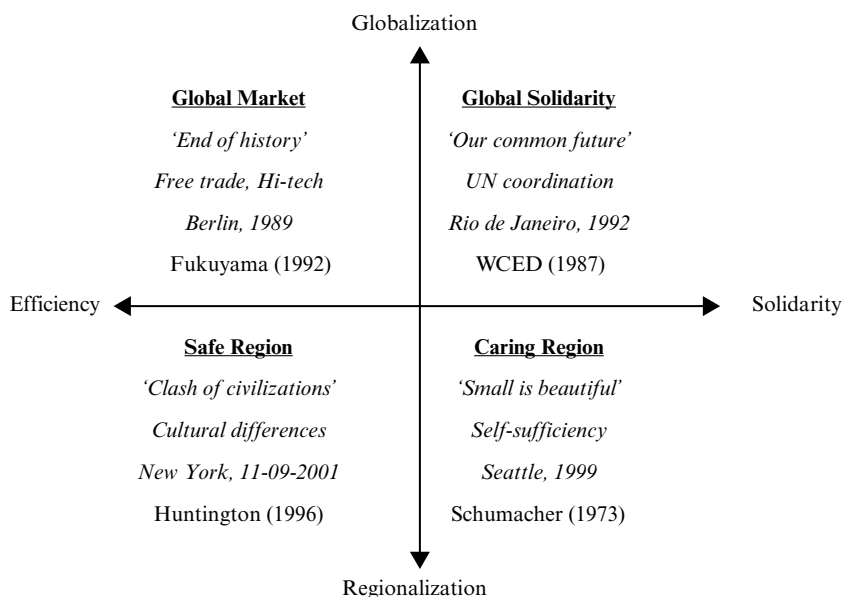 Globalization
Global Market
‘End of history’
Free trade, Hi-tech
Berlin, 1989
Fukuyama (1992)
Global Solidarity
‘Our common future’
UN coordination
Rio de Janeiro, 1992
WCED (1987)
Efficiency
Solidarity
Safe Region
‘Clash of civilizations’
Cultural differences
New York, 11-09-2001
Huntington (1996)
Caring Region
‘Small is beautiful’
Self-sufficiency
Seattle, 1999
Schumacher (1973)
Regionalization